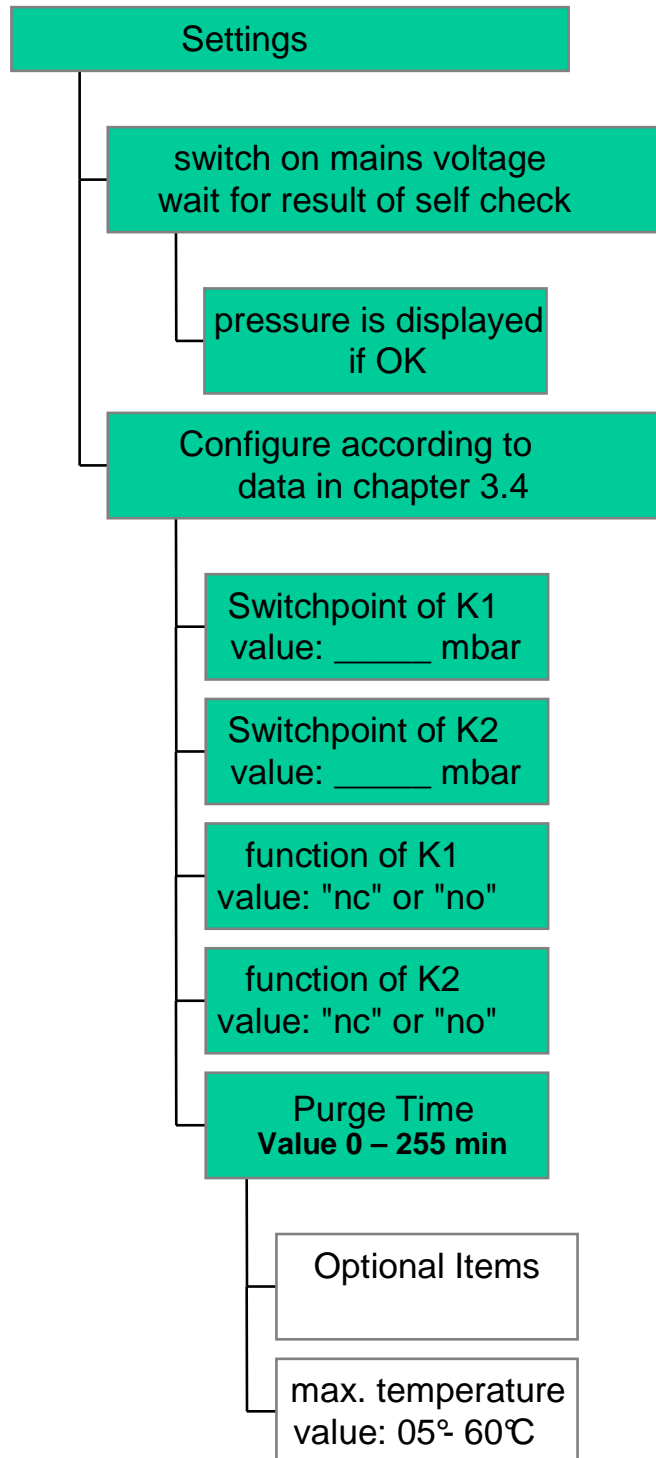 Settings
switch on mains voltage
wait for result of self check
pressure is displayed
if OK
Configure according to
data in chapter 3.4
Switchpoint of K1
value: _____ mbar
Switchpoint of K2
value: _____ mbar
function of K1
value: "nc" or "no"
function of K2
value: "nc" or "no"
Purge Time
Value 0 – 255 min
Optional Items
max. temperature
value: 05°- 60°C